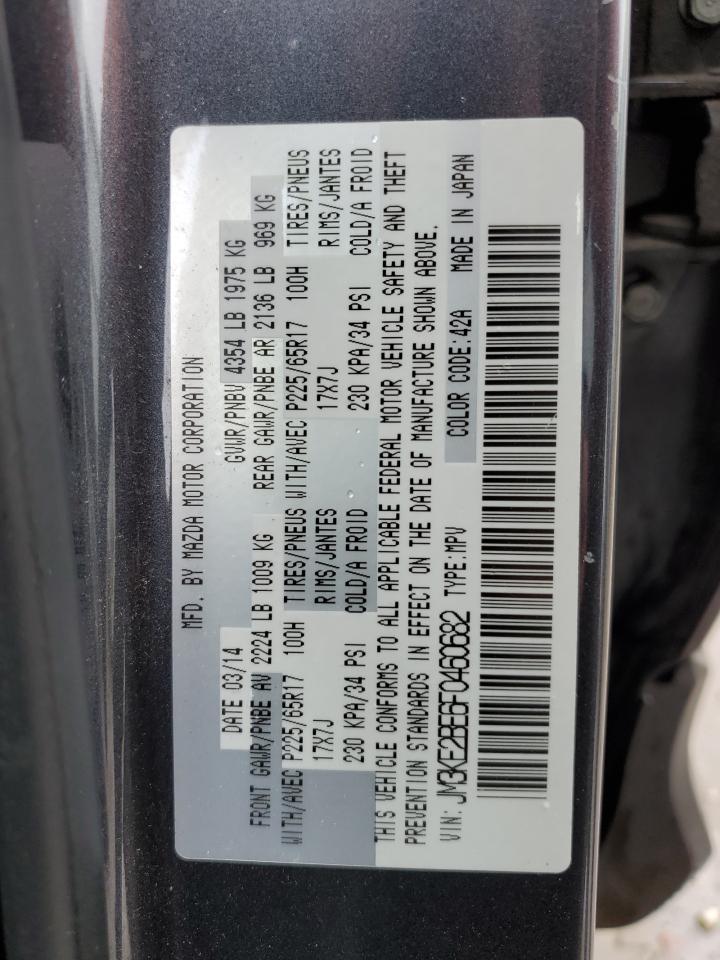 MFD. BY MAZDA MOTOR CORPORATION
DATE 03/14 GVWR/PNBV 4354 LB 1975 KG
FRONT GAWR/PNBE AV 2224 LB 1009 KG REAR GAWR/PNBE AR 2136 LB 969 KG
WITH/AVEC P225/65R17 100H TIRES/PNEUS WITH/AVEC P225/65R17 100H TIRES/PNEUS
17X7J RIMS/JANTES 17X7J RIMS/JANTES
230 KPA/34 PSI COLD/A FROID 230 KPA/34 PSI COLD/A FROID
THIS VEHICLE CONFORMS TO ALL APPLICABLE FEDERAL MOTOR VEHICLE SAFETY AND THEFT
PREVENTION STANDARDS IN EFFECT ON THE DATE OF MANUFACTURE SHOWN ABOVE.
VIN: JM3KE2BE6F0460682 TYPE:MPV COLOR CODE:42A MADE IN JAPAN